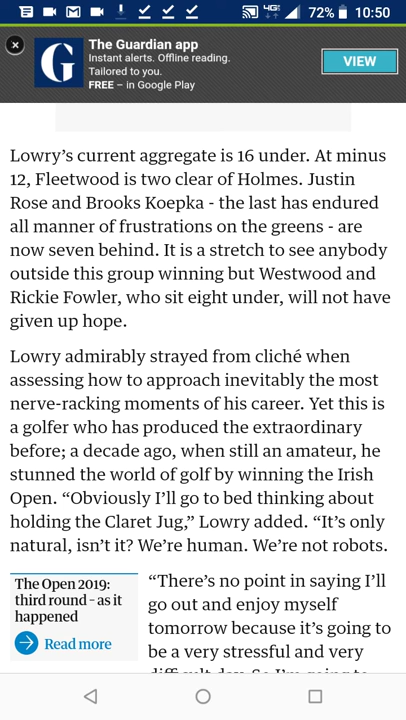 72% 10:50
The Guardian app
Instant alerts. Offline reading.
Tailored to you.
FREE – in Google Play
VIEW
Lowry’s current aggregate is 16 under. At minus
12, Fleetwood is two clear of Holmes. Justin
Rose and Brooks Koepka - the last has endured
all manner of frustrations on the greens - are
now seven behind. It is a stretch to see anybody
outside this group winning but Westwood and
Rickie Fowler, who sit eight under, will not have
given up hope.
Lowry admirably strayed from cliché when
assessing how to approach inevitably the most
nerve-racking moments of his career. Yet this is
a golfer who has produced the extraordinary
before; a decade ago, when still an amateur, he
stunned the world of golf by winning the Irish
Open. “Obviously I’ll go to bed thinking about
holding the Claret Jug,” Lowry added. “It’s only
natural, isn’t it? We’re human. We’re not robots.
The Open 2019:
third round – as it
happened
Read more
“There’s no point in saying I’ll
go out and enjoy myself
tomorrow because it’s going to
be a very stressful and very
difficult day. So I’m going to